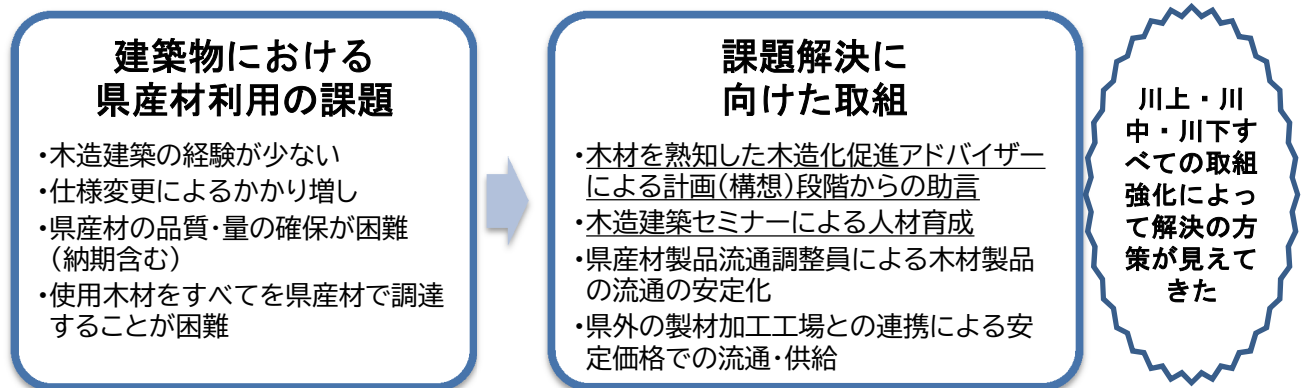 建築物における
県産材利用の課題
・木造建築の経験が少ない
・仕様変更によるかかり増し
・県産材の品質・量の確保が困難
（納期含む）
・使用木材をすべてを県産材で調達
することが困難
課題解決に
向けた取組
・木材を熟知した木造化促進アドバイザー
による計画（構想）段階からの助言
・木造建築セミナーによる人材育成
・県産材製品流通調整員による木材製品
の流通の安定化
・県外の製材加工工場との連携による安
定価格での流通・供給
川上・川
中・川下す
べての取組
強化によっ
て解決の方
策が見えて
きた